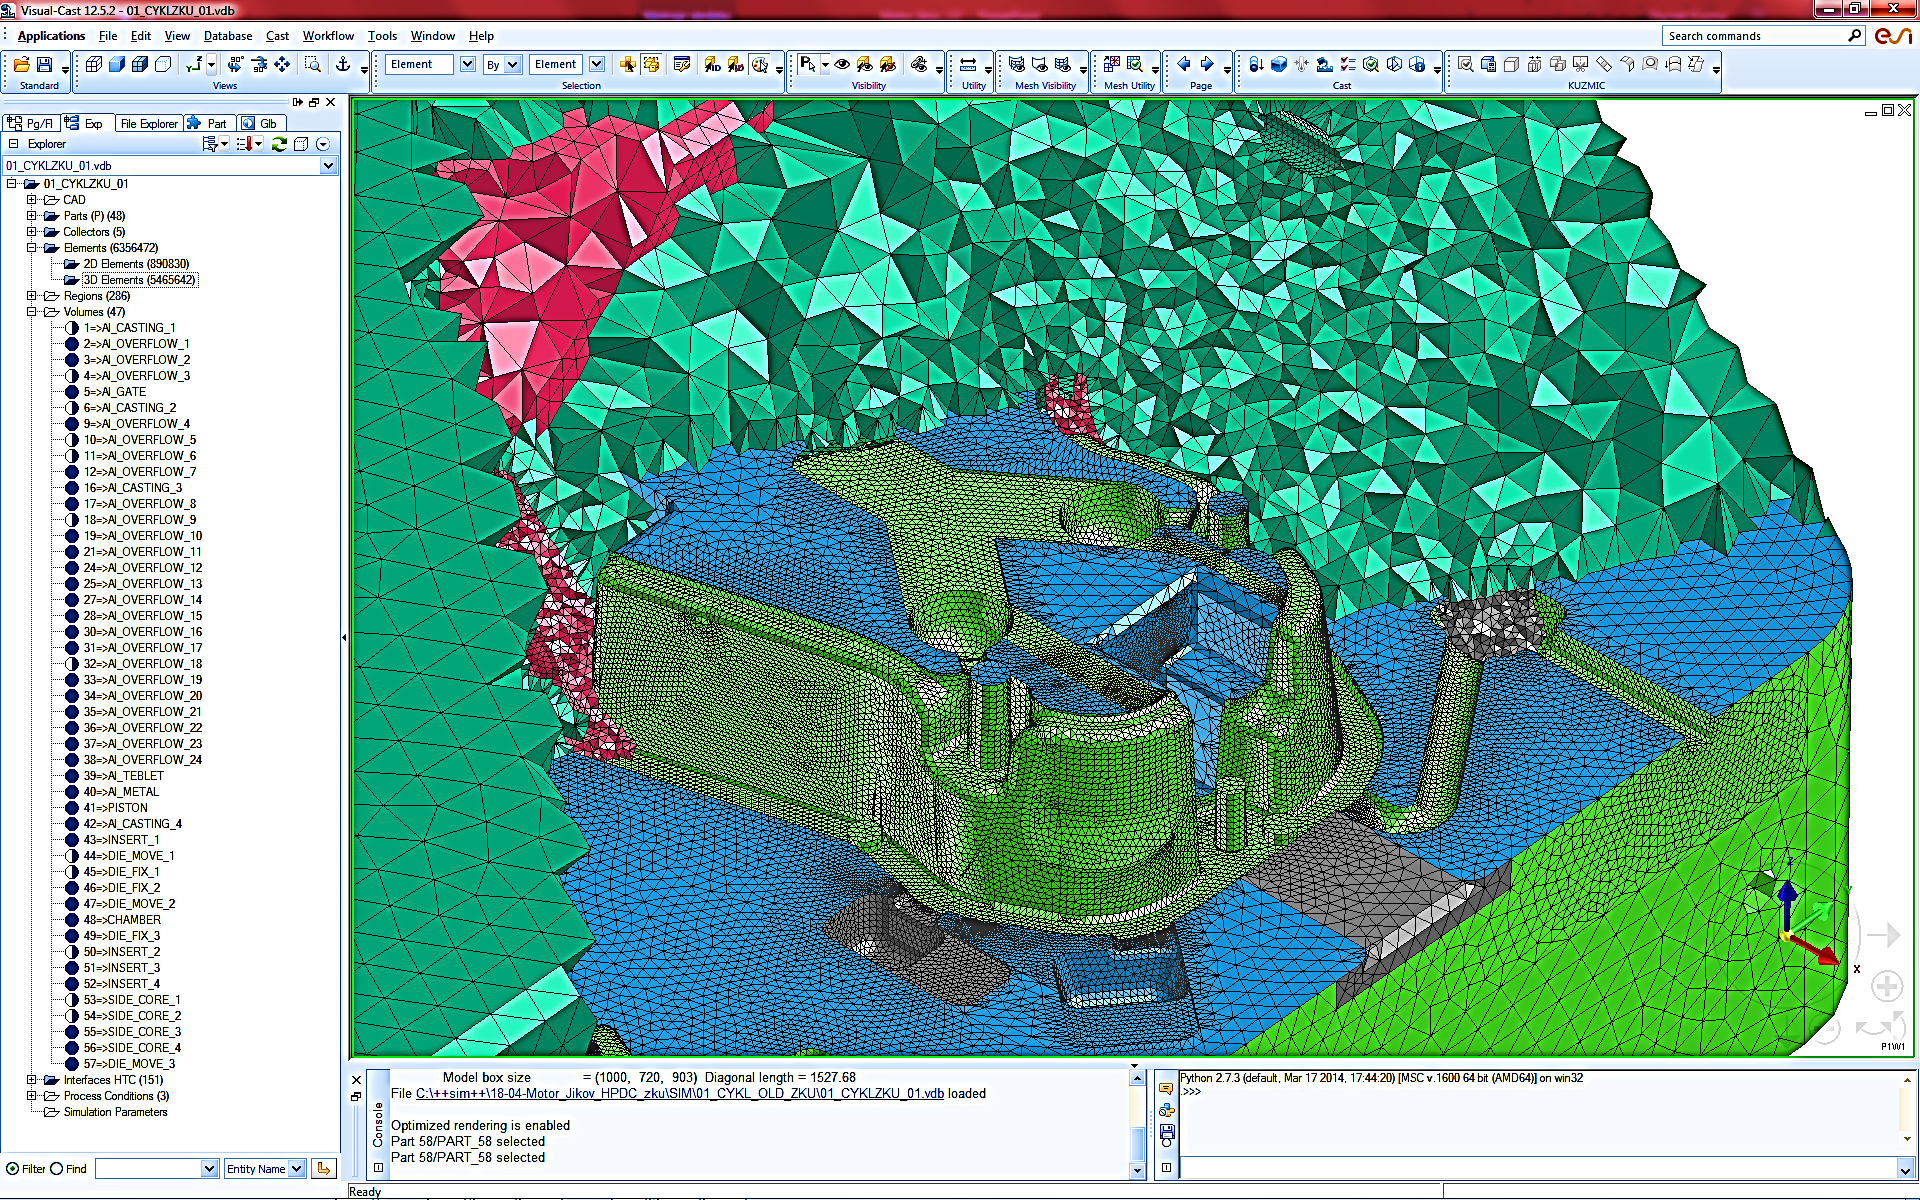 Visual-Cast 12.5.2 - 01_CYKLZKU_01.vdb
Applications File Edit View Database Cast Workflow Tools Window Help
Search commands
esi
Element By Element
Standard Views Selection Visibility Utility Mesh Visibility Mesh Utility Page Cast KUZMIC
Pg/Fl Exp File Explorer Part Glb
Explorer
01_CYKLZKU_01.vdb
01_CYKLZKU_01
CAD
Parts (P) (48)
Collectors (5)
Elements (6356472)
2D Elements (890830)
3D Elements (5465642)
Regions (286)
Volumes (47)
1=>Al_CASTING_1
2=>Al_OVERFLOW_1
3=>Al_OVERFLOW_2
4=>Al_OVERFLOW_3
5=>Al_GATE
6=>Al_CASTING_2
9=>Al_OVERFLOW_4
10=>Al_OVERFLOW_5
11=>Al_OVERFLOW_6
12=>Al_OVERFLOW_7
16=>Al_CASTING_3
17=>Al_OVERFLOW_8
18=>Al_OVERFLOW_9
19=>Al_OVERFLOW_10
21=>Al_OVERFLOW_11
24=>Al_OVERFLOW_12
25=>Al_OVERFLOW_13
27=>Al_OVERFLOW_14
28=>Al_OVERFLOW_15
30=>Al_OVERFLOW_16
31=>Al_OVERFLOW_17
32=>Al_OVERFLOW_18
33=>Al_OVERFLOW_19
34=>Al_OVERFLOW_20
35=>Al_OVERFLOW_21
36=>Al_OVERFLOW_22
37=>Al_OVERFLOW_23
38=>Al_OVERFLOW_24
39=>Al_TEBLET
40=>Al_METAL
41=>PISTON
42=>Al_CASTING_4
43=>INSERT_1
44=>DIE_MOVE_1
45=>DIE_FIX_1
46=>DIE_FIX_2
47=>DIE_MOVE_2
48=>CHAMBER
49=>DIE_FIX_3
50=>INSERT_2
51=>INSERT_3
52=>INSERT_4
53=>SIDE_CORE_1
54=>SIDE_CORE_2
55=>SIDE_CORE_3
56=>SIDE_CORE_4
57=>DIE_MOVE_3
Interfaces HTC (151)
Process Conditions (3)
Simulation Parameters
Filter Find Entity Name
X
P1W1
Console
Model box size = (1000, 720, 903) Diagonal length = 1527.68
File C:\++sim++\18-04-Motor_Jikov_HPDC_zku\SIM\01_CYKL_OLD_ZKU\01_CYKLZKU_01.vdb loaded
Optimized rendering is enabled
Part 58/PART_58 selected
Part 58/PART_58 selected
Python 2.7.3 (default, Mar 17 2014, 17:44:20) [MSC v.1600 64 bit (AMD64)] on win32
>>>
Ready